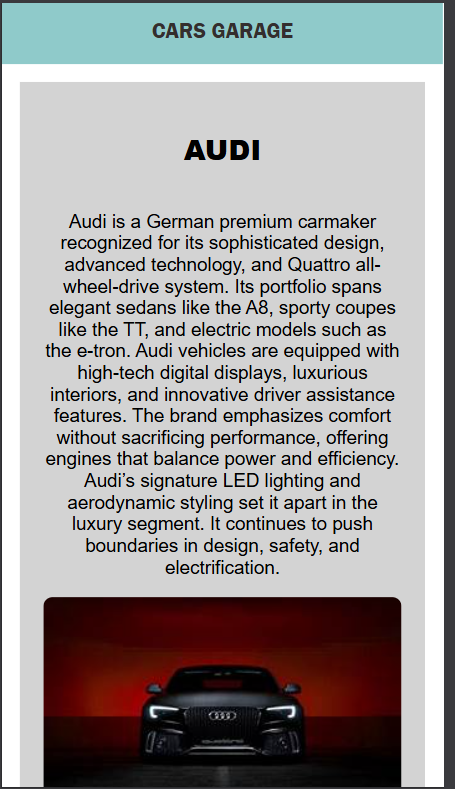 CARS GARAGE
AUDI
Audi is a German premium carmaker
recognized for its sophisticated design,
advanced technology, and Quattro all-
wheel-drive system. Its portfolio spans
elegant sedans like the A8, sporty coupes
like the TT, and electric models such as
the e-tron. Audi vehicles are equipped with
high-tech digital displays, luxurious
interiors, and innovative driver assistance
features. The brand emphasizes comfort
without sacrificing performance, offering
engines that balance power and efficiency.
Audi’s signature LED lighting and
aerodynamic styling set it apart in the
luxury segment. It continues to push
boundaries in design, safety, and
electrification.
quattro